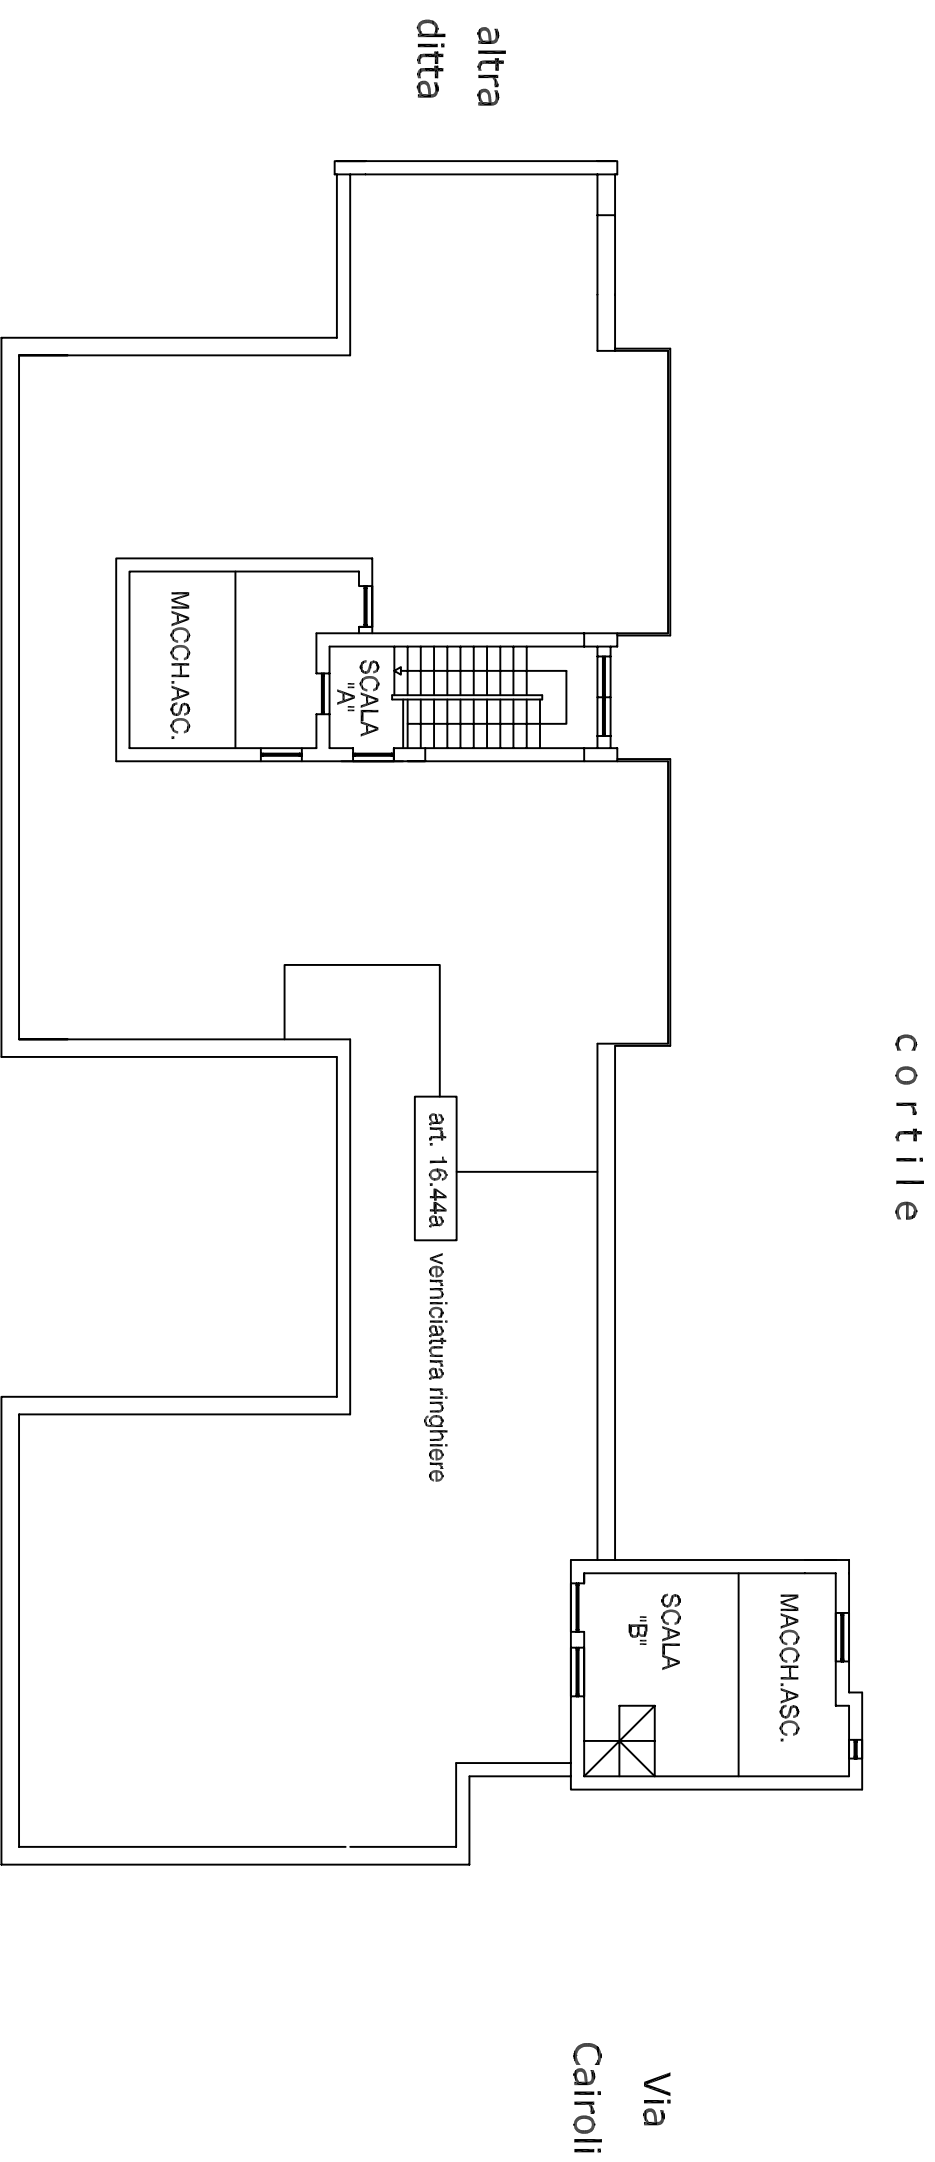 cortile
altra
ditta
MACCH.ASC.
SCALA
"B"
SCALA
"A"
art. 16.44a verniciatura ringhiere
MACCH.ASC.
Via
Cairoli